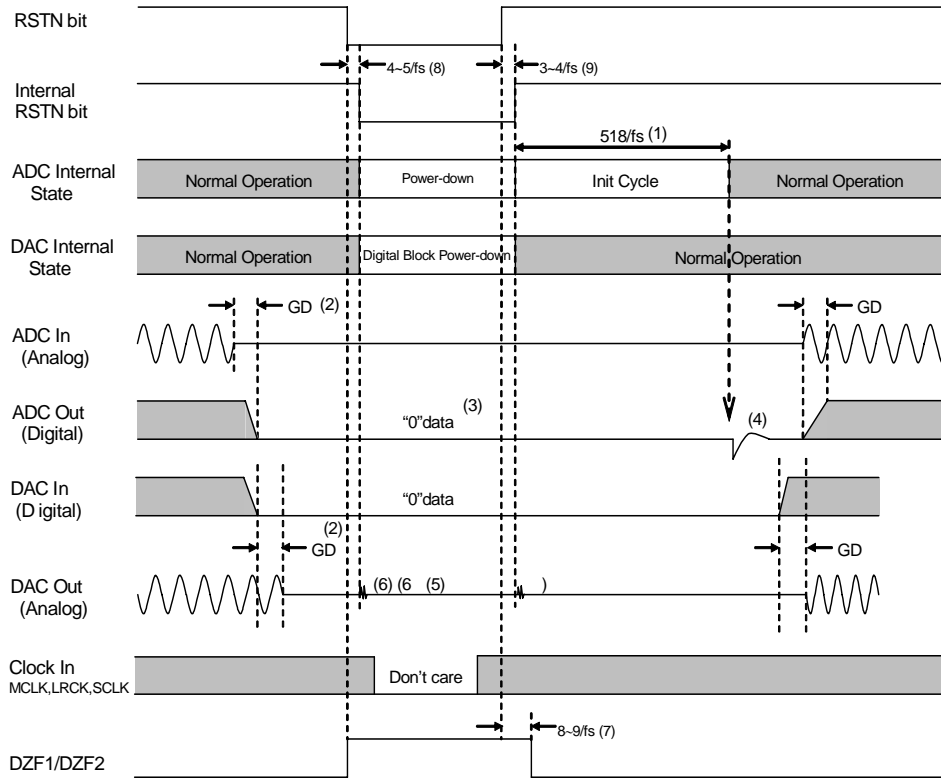 RSTN bit
4~5/fs (8)
3~4/fs (9)
Internal
RSTN bit
518/fs (1)
ADC Internal
State
Normal Operation
Power-down
Init Cycle
Normal Operation
DAC Internal
State
Normal Operation
Digital Block Power-down
Normal Operation
GD (2)
GD
ADC In
(Analog)
ADC Out
(Digital)
“0”data (3)
(4)
DAC In
(D igital)
“0”data
(2)
GD
GD
DAC Out
(Analog)
(6) (6 (5) )
Clock In
MCLK,LRCK,SCLK
Don’t care
8~9/fs (7)
DZF1/DZF2